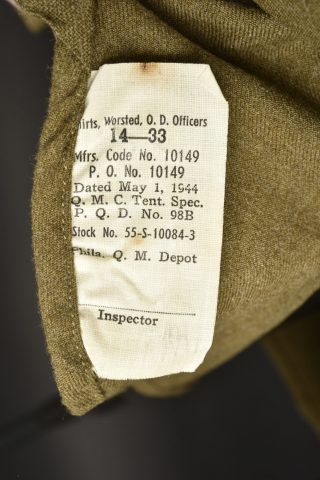 irts, Worsted, O. D. Officers
14—33
Mfrs. Code No. 10149
P. O. No. 10149
Dated May 1, 1944
Q. M. C. Tent. Spec.
P. Q. D. No. 98B
Stock No. 55-S-10084-3
Phila. Q. M. Depot
Inspector